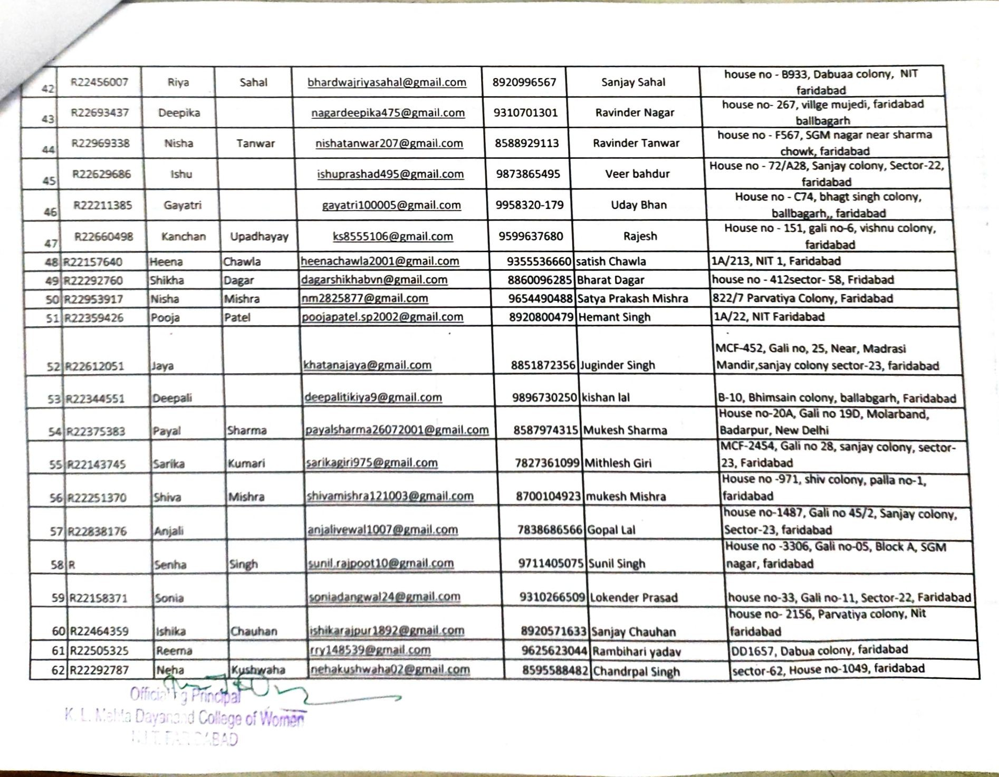 42 R22456007 Riya Sahal bhardwajriyasahal@gmail.com 8920996567 Sanjay Sahal house no - B933, Dabuaa colony, NIT
faridabad
43 R22693437 Deepika nagardeepika475@gmail.com 9310701301 Ravinder Nagar house no- 267, villge mujedi, faridabad
ballbagarh
44 R22969338 Nisha Tanwar nishatanwar207@gmail.com 8588929113 Ravinder Tanwar house no - F567, SGM nagar near sharma
chowk, faridabad
45 R22629686 Ishu ishuprashad495@gmail.com 9873865495 Veer bahdur House no - 72/A28, Sanjay colony, Sector-22,
faridabad
46 R22211385 Gayatri gayatri100005@gmail.com 9958320-179 Uday Bhan House no - C74, bhagt singh colony,
ballbagarh,, faridabad
47 R22660498 Kanchan Upadhayay ks8555106@gmail.com 9599637680 Rajesh House no - 151, gali no-6, vishnu colony,
faridabad
48 R22157640 Heena Chawla heenachawla2001@gmail.com 9355536660 satish Chawla 1A/213, NIT 1, Faridabad
49 R22292760 Shikha Dagar dagarshikhabvn@gmail.com 8860096285 Bharat Dagar house no - 412sector- 58, Fridabad
50 R22953917 Nisha Mishra nm2825877@gmail.com 9654490488 Satya Prakash Mishra 822/7 Parvatiya Colony, Faridabad
51 R22359426 Pooja Patel poojapatel.sp2002@gmail.com 8920800479 Hemant Singh 1A/22, NIT Faridabad
MCF-452, Gali no, 25, Near, Madrasi
52 R22612051 Jaya khatanajaya@gmail.com 8851872356 Juginder Singh Mandir,sanjay colony sector-23, faridabad
53 R22344551 Deepali deepalitikiya9@gmail.com 9896730250 kishan lal B-10, Bhimsain colony, ballabgarh, Faridabad
House no-20A, Gali no 19D, Molarband,
54 R22375383 Payal Sharma payalsharma26072001@gmail.com 8587974315 Mukesh Sharma Badarpur, New Delhi
MCF-2454, Gali no 28, sanjay colony, sector-
55 R22143745 Sarika Kumari sarikagiri975@gmail.com 7827361099 Mithlesh Giri 23, Faridabad
House no -971, shiv colony, palla no-1,
56 R22251370 Shiva Mishra shivamishra121003@gmail.com 8700104923 mukesh Mishra faridabad
house no-1487, Gali no 45/2, Sanjay colony,
57 R22838176 Anjali anjalivewal1007@gmail.com 7838686566 Gopal Lal Sector-23, faridabad
House no -3306, Gali no-05, Block A, SGM
58 R Senha Singh sunil.rajpoot10@gmail.com 9711405075 Sunil Singh nagar, faridabad
59 R22158371 Sonia soniadangwal24@gmail.com 9310266509 Lokender Prasad house no-33, Gali no-11, Sector-22, Faridabad
house no- 2156, Parvatiya colony, Nit
60 R22464359 Ishika Chauhan ishikarajpur1892@gmail.com 8920571633 Sanjay Chauhan faridabad
61 R22505325 Reema rry148539@gmail.com 9625623044 Rambihari yadav DD1657, Dabua colony, faridabad
62 R22292787 Neha Kushwaha nehakushwaha02@gmail.com 8595588482 Chandrpal Singh sector-62, House no-1049, faridabad
Officiating Principal
K. L. Mehta Dayanand College of Women
N.I.T. FARIDABAD